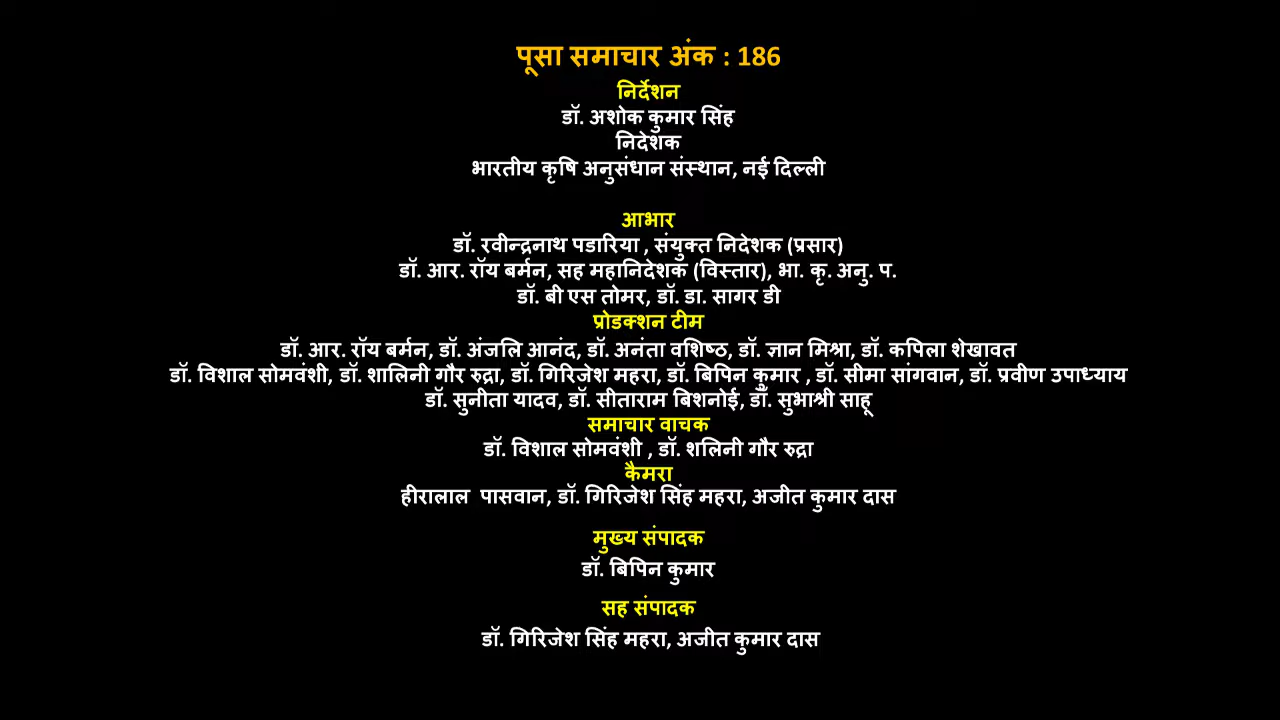 पूसा समाचार अंक : 186
निर्देशन
डॉ. अशोक कुमार सिंह
निदेशक
भारतीय कृषि अनुसंधान संस्थान, नई दिल्ली
आभार
डॉ. रवीन्द्रनाथ पडारिया , संयुक्त निदेशक (प्रसार)
डॉ. आर. रॉय बर्मन, सह महानिदेशक (विस्तार), भा. कृ. अनु. प.
डॉ. बी एस तोमर, डॉ. डा. सागर डी
प्रोडक्शन टीम
डॉ. आर. रॉय बर्मन, डॉ. अंजलि आनंद, डॉ. अनंता वशिष्ठ, डॉ. ज्ञान मिश्रा, डॉ. कपिला शेखावत
डॉ. विशाल सोमवंशी, डॉ. शालिनी गौर रुद्रा, डॉ. गिरिजेश महरा, डॉ. बिपिन कुमार , डॉ. सीमा सांगवान, डॉ. प्रवीण उपाध्याय
डॉ. सुनीता यादव, डॉ. सीताराम बिशनोई, डॉ. सुभाश्री साहू
समाचार वाचक
डॉ. विशाल सोमवंशी , डॉ. शलिनी गौर रुद्रा
कैमरा
हीरालाल पासवान, डॉ. गिरिजेश सिंह महरा, अजीत कुमार दास
मुख्य संपादक
डॉ. बिपिन कुमार
सह संपादक
डॉ. गिरिजेश सिंह महरा, अजीत कुमार दास